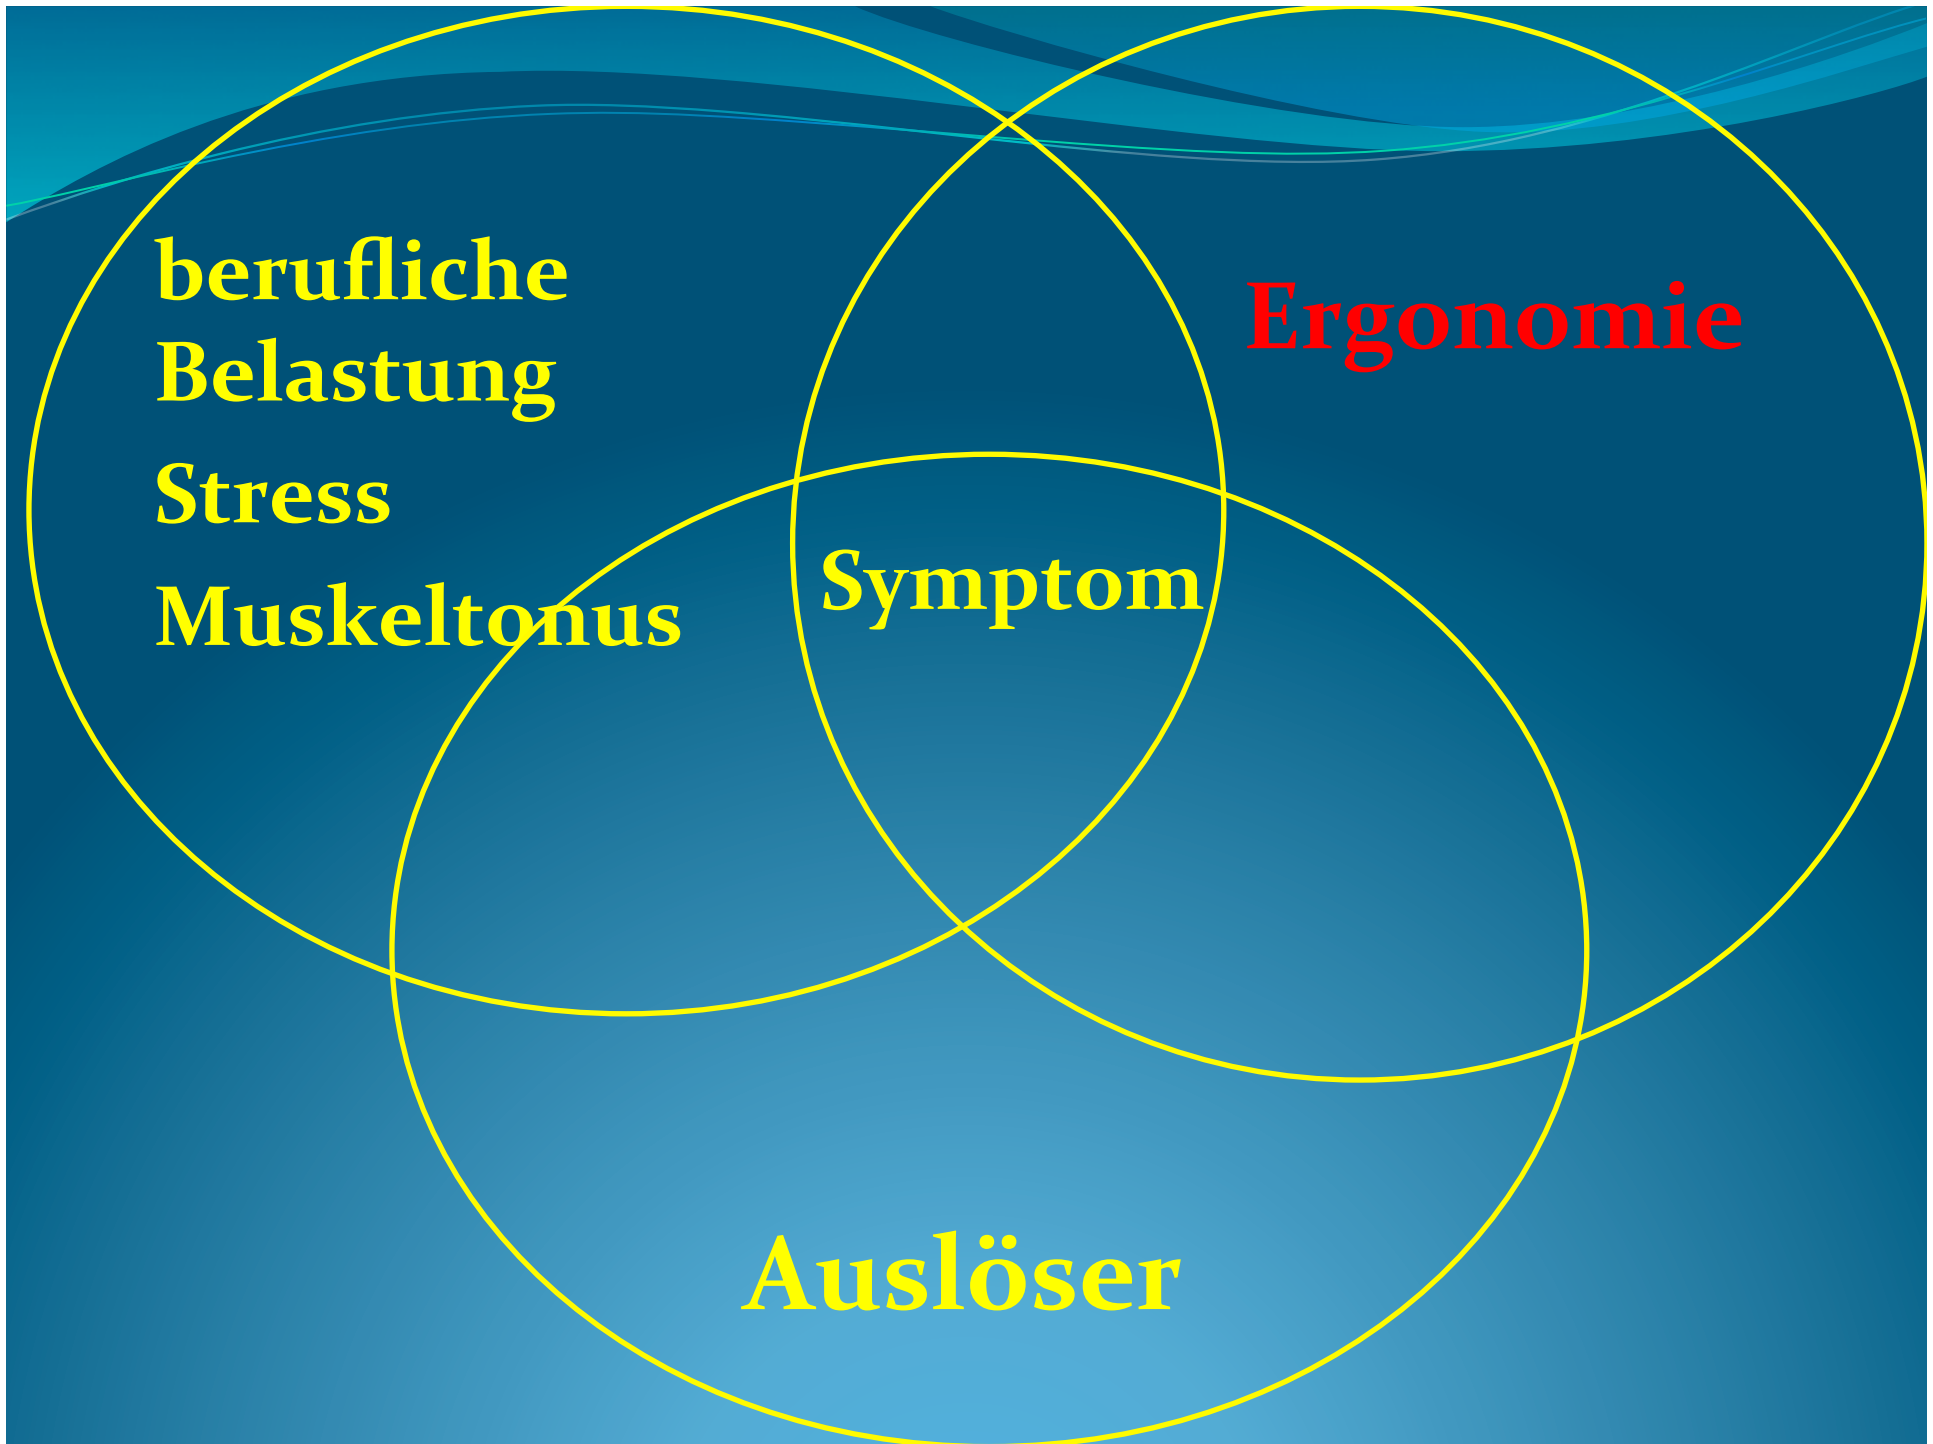 berufliche
Belastung
Stress
Muskeltonus
Ergonomie
Symptom
Auslöser